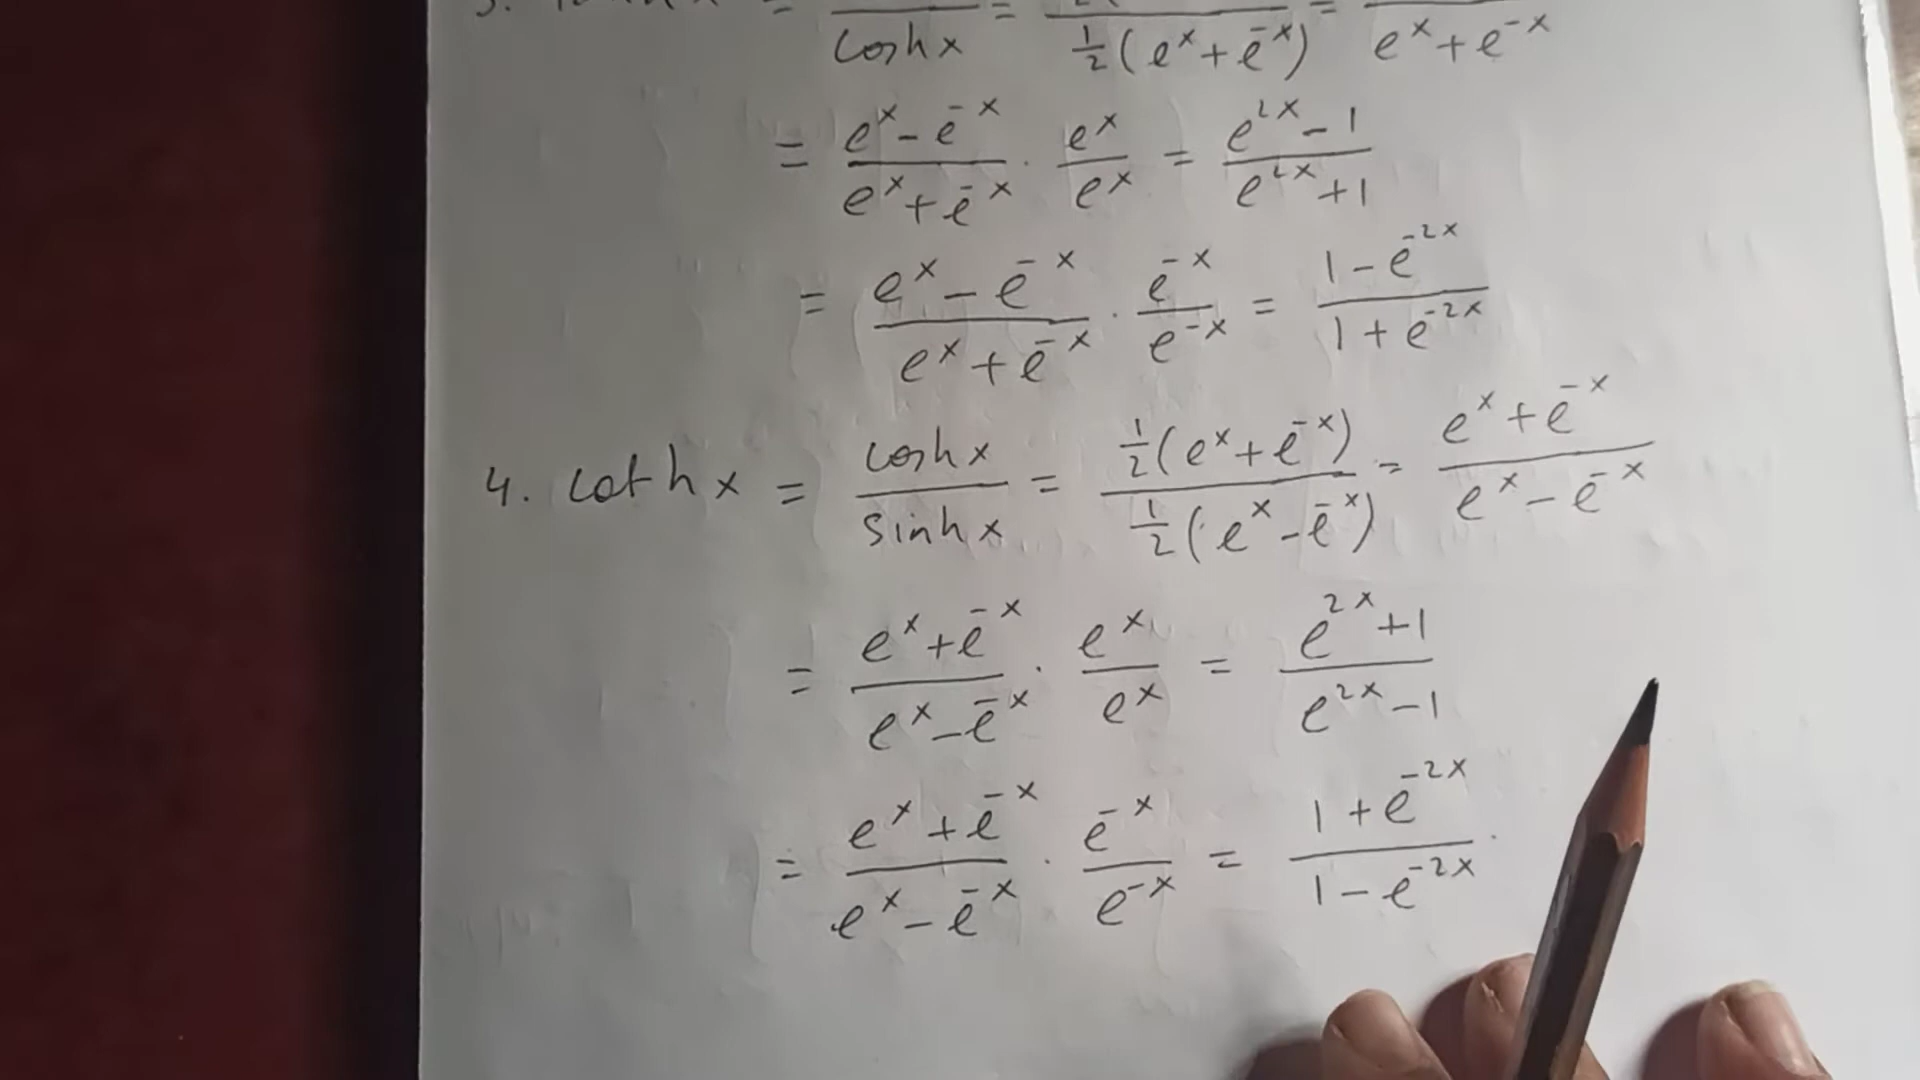 cosh x = 1/2(e^x + e^-x) = e^x + e^-x
= (e^x - e^-x)/(e^x + e^-x) · e^x/e^x = (e^2x - 1)/(e^2x + 1)
= (e^x - e^-x)/(e^x + e^-x) · e^-x/e^-x = (1 - e^-2x)/(1 + e^-2x)
4. coth x = cosh x/sinh x = 1/2(e^x + e^-x)/1/2(e^x - e^-x) = (e^x + e^-x)/(e^x - e^-x)
= (e^x + e^-x)/(e^x - e^-x) · e^x/e^x = (e^2x + 1)/(e^2x - 1)
= (e^x + e^-x)/(e^x - e^-x) · e^-x/e^-x = (1 + e^-2x)/(1 - e^-2x).